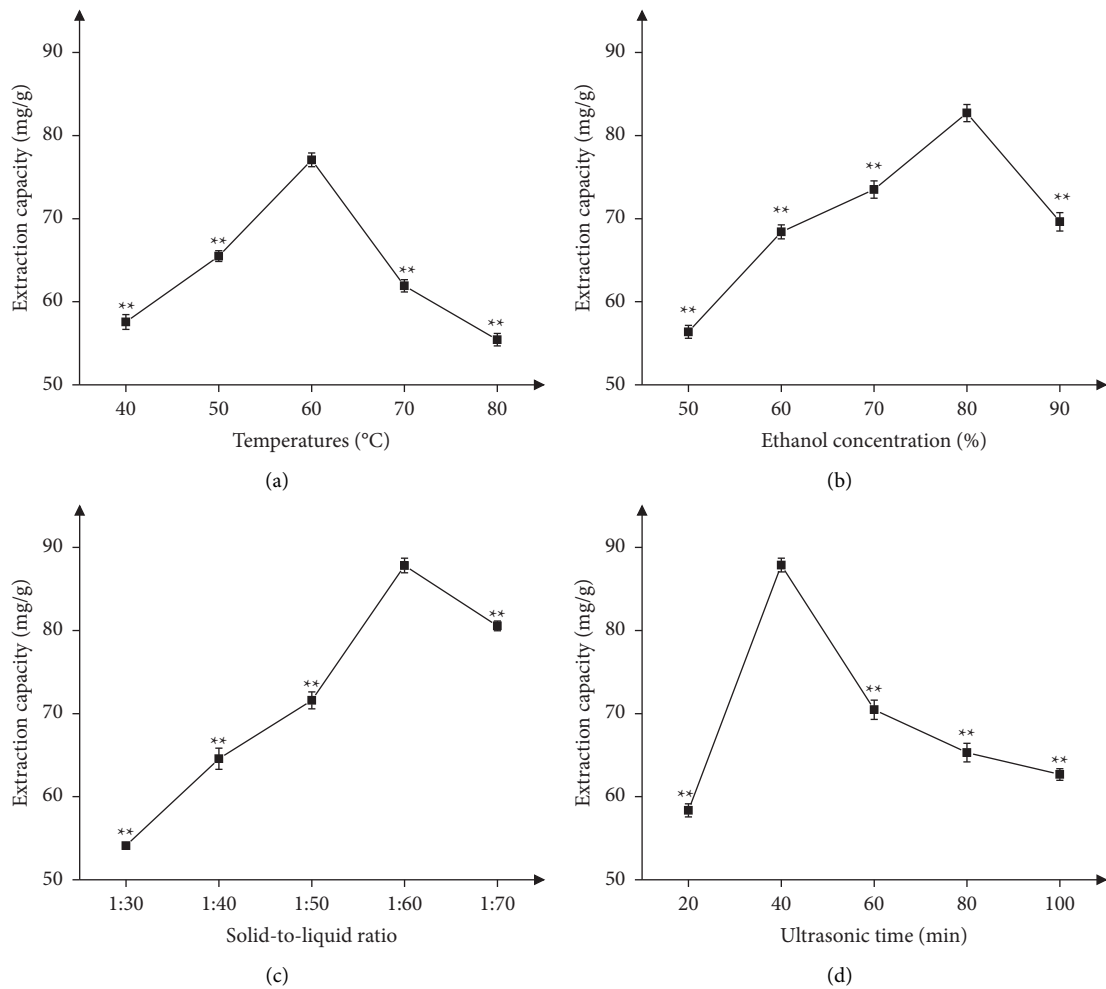 Extraction capacity (mg/g)
90
80
70
60
50
**
**
**
**
40 50 60 70 80
Temperatures (°C)
(a)
Extraction capacity (mg/g)
90
80
70
60
50
**
**
**
**
50 60 70 80 90
Ethanol concentration (%)
(b)
Extraction capacity (mg/g)
90
80
70
60
50
**
**
**
**
1:30 1:40 1:50 1:60 1:70
Solid-to-liquid ratio
(c)
Extraction capacity (mg/g)
90
80
70
60
50
**
**
**
**
20 40 60 80 100
Ultrasonic time (min)
(d)